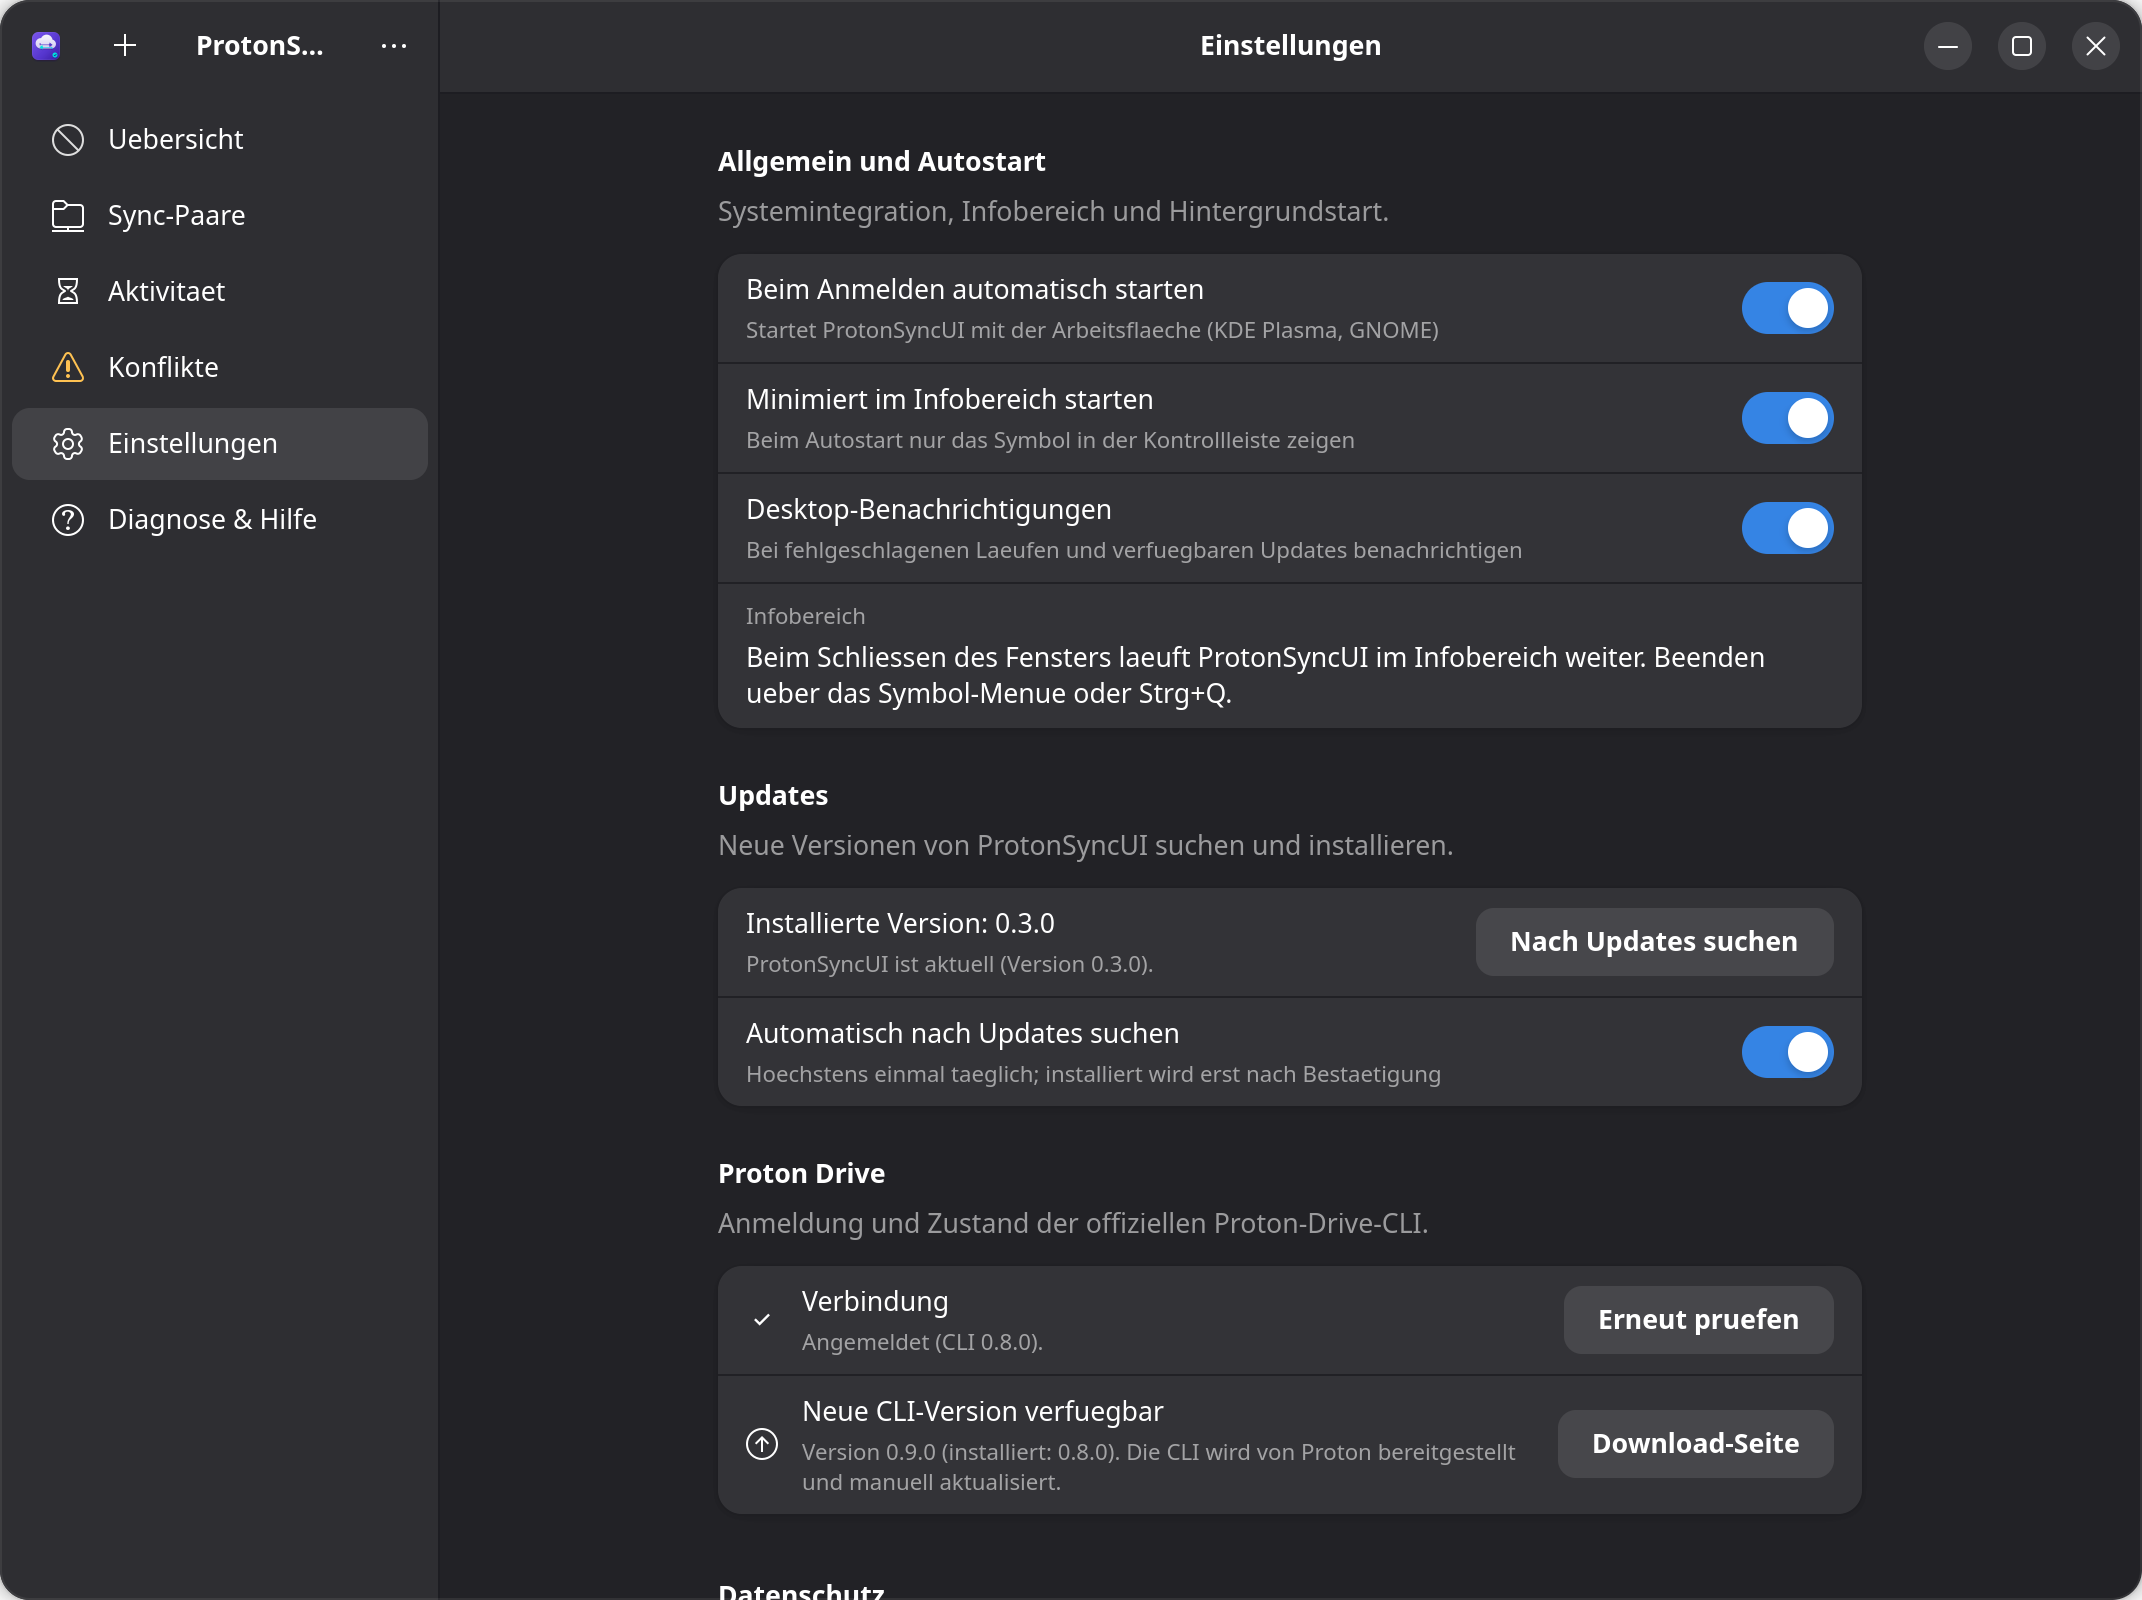 ProtonS...
Einstellungen
Uebersicht
Sync-Paare
Aktivitaet
Konflikte
Einstellungen
Diagnose & Hilfe
Allgemein und Autostart
Systemintegration, Infobereich und Hintergrundstart.
Beim Anmelden automatisch starten
Startet ProtonSyncUI mit der Arbeitsflaeche (KDE Plasma, GNOME)
Minimiert im Infobereich starten
Beim Autostart nur das Symbol in der Kontrollleiste zeigen
Desktop-Benachrichtigungen
Bei fehlgeschlagenen Laeufen und verfuegbaren Updates benachrichtigen
Infobereich
Beim Schliessen des Fensters laeuft ProtonSyncUI im Infobereich weiter. Beenden
ueber das Symbol-Menue oder Strg+Q.
Updates
Neue Versionen von ProtonSyncUI suchen und installieren.
Installierte Version: 0.3.0
ProtonSyncUI ist aktuell (Version 0.3.0).
Nach Updates suchen
Automatisch nach Updates suchen
Hoechstens einmal taeglich; installiert wird erst nach Bestaetigung
Proton Drive
Anmeldung und Zustand der offiziellen Proton-Drive-CLI.
Verbindung
Angemeldet (CLI 0.8.0).
Erneut pruefen
Neue CLI-Version verfuegbar
Version 0.9.0 (installiert: 0.8.0). Die CLI wird von Proton bereitgestellt
und manuell aktualisiert.
Download-Seite
Datenschutz